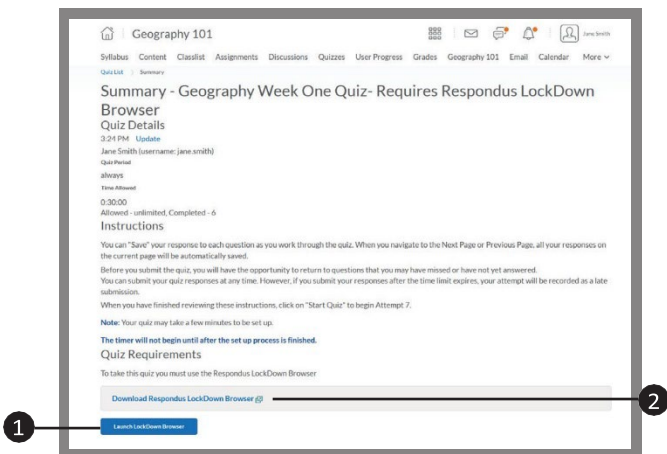 Geography 101
Jane Smith
Syllabus Content Classlist Assignments Discussions Quizzes User Progress Grades Geography 101 Email Calendar More
Quiz List Summary
Summary - Geography Week One Quiz- Requires Respondus LockDown
Browser
Quiz Details
3:24 PM Update
Jane Smith (username: jane.smith)
Quiz Period
always
Time Allowed
0:30:00
Allowed - unlimited, Completed - 6
Instructions
You can "Save" your response to each question as you work through the quiz. When you navigate to the Next Page or Previous Page, all your responses on
the current page will be automatically saved.
Before you submit the quiz, you will have the opportunity to return to questions that you may have missed or have not yet answered.
You can submit your quiz responses at any time. However, if you submit your responses after the time limit expires, your attempt will be recorded as a late
submission.
When you have finished reviewing these instructions, click on "Start Quiz" to begin Attempt 7.
Note: Your quiz may take a few minutes to be set up.
The timer will not begin until after the set up process is finished.
Quiz Requirements
To take this quiz you must use the Respondus LockDown Browser
Download Respondus LockDown Browser
2
1
Launch LockDown Browser